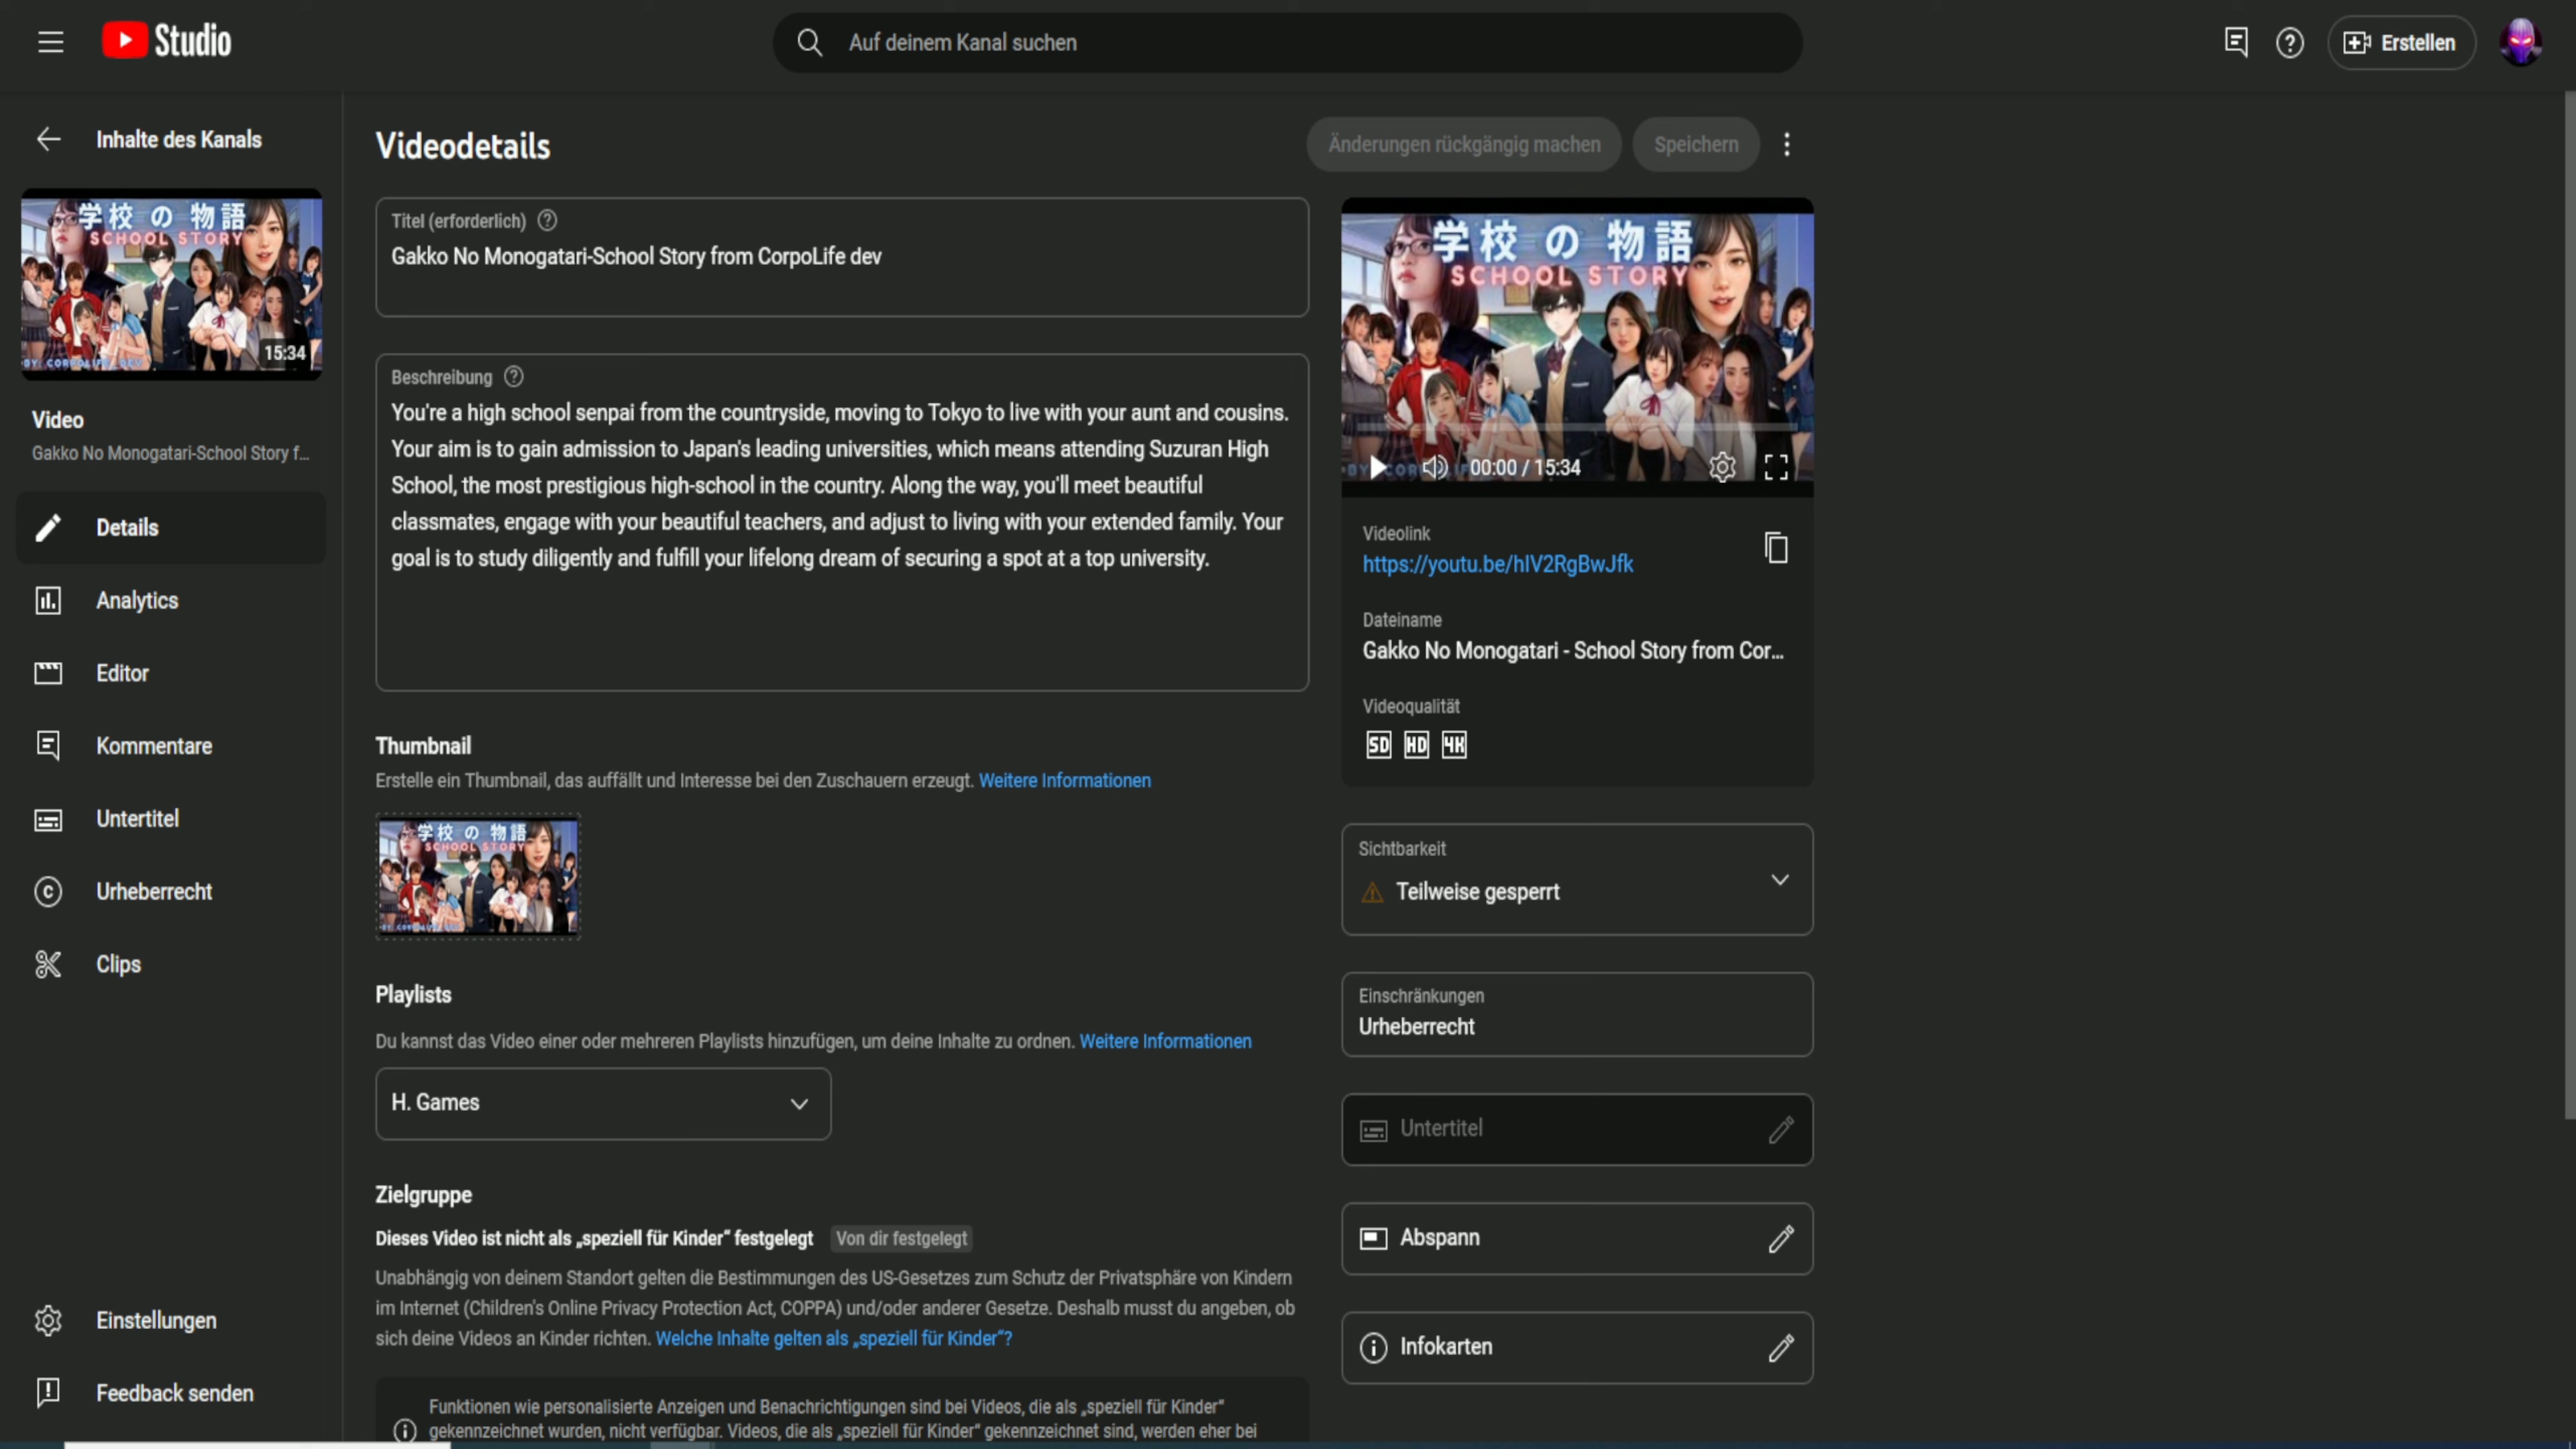 Studio
Auf deinem Kanal suchen
Erstellen
Inhalte des Kanals
学校 の 物語
SCHOOL STORY
15:34
Video
Gakko No Monogatari-School Story f...
Details
Analytics
Editor
Kommentare
Untertitel
Urheberrecht
Clips
Einstellungen
Feedback senden
Videodetails
Änderungen rückgängig machen
Speichern
Titel (erforderlich)
Gakko No Monogatari-School Story from CorpoLife dev
Beschreibung
You're a high school senpai from the countryside, moving to Tokyo to live with your aunt and cousins.
Your aim is to gain admission to Japan's leading universities, which means attending Suzuran High
School, the most prestigious high-school in the country. Along the way, you'll meet beautiful
classmates, engage with your beautiful teachers, and adjust to living with your extended family. Your
goal is to study diligently and fulfill your lifelong dream of securing a spot at a top university.
Thumbnail
Erstelle ein Thumbnail, das auffällt und Interesse bei den Zuschauern erzeugt. Weitere Informationen
学校 の 物語
SCHOOL STORY
Playlists
Du kannst das Video einer oder mehreren Playlists hinzufügen, um deine Inhalte zu ordnen. Weitere Informationen
H. Games
Zielgruppe
Dieses Video ist nicht als „speziell für Kinder“ festgelegt Von dir festgelegt
Unabhängig von deinem Standort gelten die Bestimmungen des US-Gesetzes zum Schutz der Privatsphäre von Kindern
im Internet (Children's Online Privacy Protection Act, COPPA) und/oder anderer Gesetze. Deshalb musst du angeben, ob
sich deine Videos an Kinder richten. Welche Inhalte gelten als „speziell für Kinder“?
Funktionen wie personalisierte Anzeigen und Benachrichtigungen sind bei Videos, die als „speziell für Kinder“
gekennzeichnet wurden, nicht verfügbar. Videos, die als „speziell für Kinder“ gekennzeichnet sind, werden eher bei
学校 の 物語
SCHOOL STORY
00:00 / 15:34
Videolink
https://youtu.be/hIV2RgBwJfk
Dateiname
Gakko No Monogatari - School Story from Cor...
Videoqualität
SD HD 4K
Sichtbarkeit
Teilweise gesperrt
Einschränkungen
Urheberrecht
Untertitel
Abspann
Infokarten